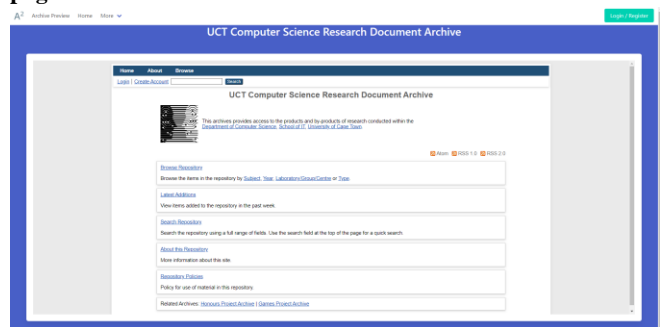 pag
A² Archive Preview Home More Login / Register
UCT Computer Science Research Document Archive
Home About Browse
Login | Create Account Search
UCT Computer Science Research Document Archive
This archives provides access to the products and by-products of research conducted within the
Department of Computer Science, School of IT, University of Cape Town.
Atom RSS 1.0 RSS 2.0
Browse Repository
Browse the items in the repository by Subject, Year, Laboratory/Group/Centre or Type.
Latest Additions
View items added to the repository in the past week.
Search Repository
Search the repository using a full range of fields. Use the search field at the top of the page for a quick search.
About this Repository
More information about this site.
Repository Policies
Policy for use of material in this repository.
Related Archives: Honours Project Archive | Games Project Archive